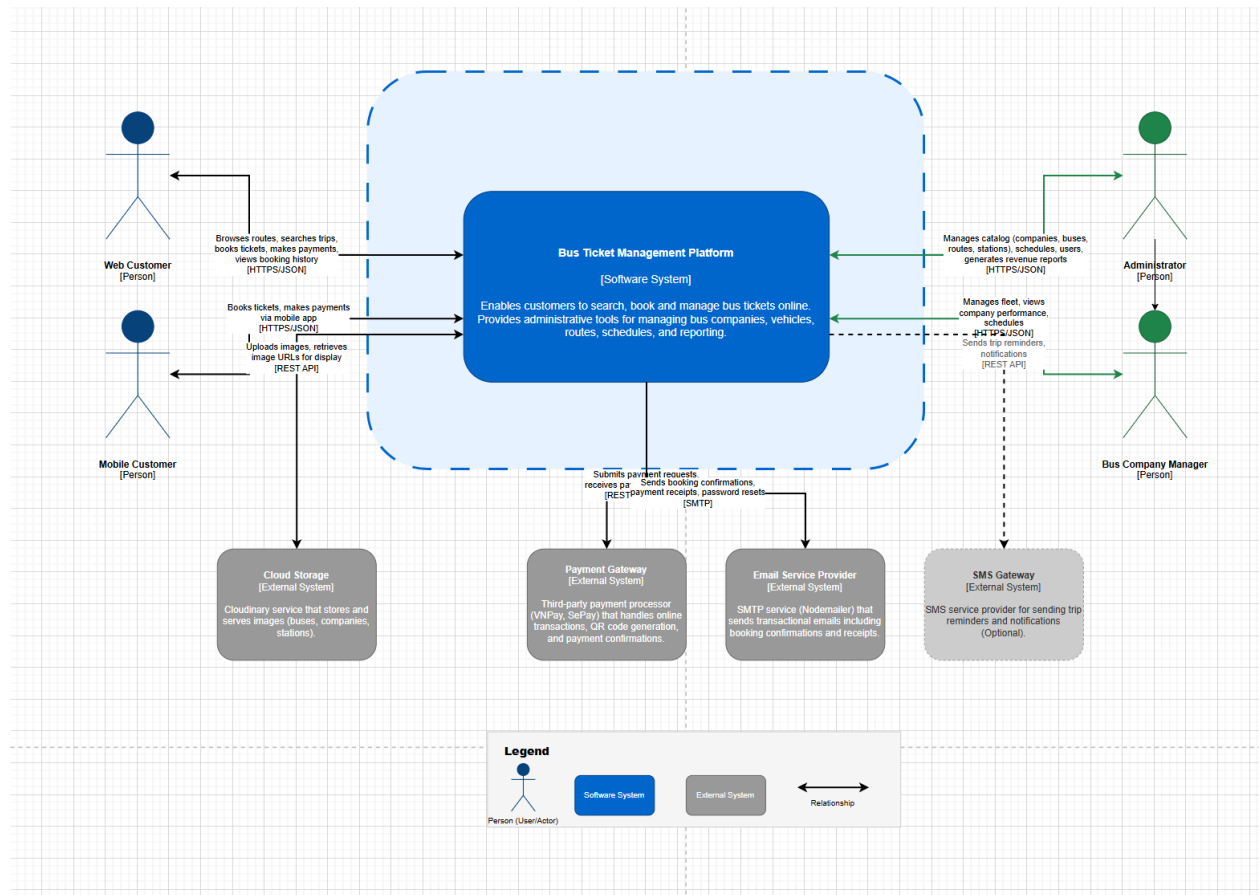 Bus Ticket Management Platform
[Software System]
Enables customers to search, book and manage bus tickets online.
Provides administrative tools for managing bus companies, vehicles,
routes, schedules, and reporting.
Web Customer
[Person]
Browses routes, searches trips,
books tickets, makes payments,
views booking history
[HTTPS/JSON]
Manages catalog (companies, buses,
routes, stations), schedules, users,
generates revenue reports
[HTTPS/JSON]
Administrator
[Person]
Books tickets, makes payments
via mobile app
[HTTPS/JSON]
Uploads images, retrieves
image URLs for display
[REST API]
Manages fleet, views
company performance,
schedules
[HTTPS/JSON]
Sends trip reminders,
notifications
[REST API]
Mobile Customer
[Person]
Bus Company Manager
[Person]
Submits payment requests,
receives pa
[REST
Sends booking confirmations,
payment receipts, password resets
[SMTP]
Cloud Storage
[External System]
Cloudinary service that stores and
serves images (buses, companies,
stations).
Payment Gateway
[External System]
Third-party payment processor
(VNPay, SePay) that handles online
transactions, QR code generation,
and payment confirmations.
Email Service Provider
[External System]
SMTP service (Nodemailer) that
sends transactional emails including
booking confirmations and receipts.
SMS Gateway
[External System]
SMS service provider for sending trip
reminders and notifications
(Optional).
Legend
Person (User/Actor)
Software System
External System
Relationship